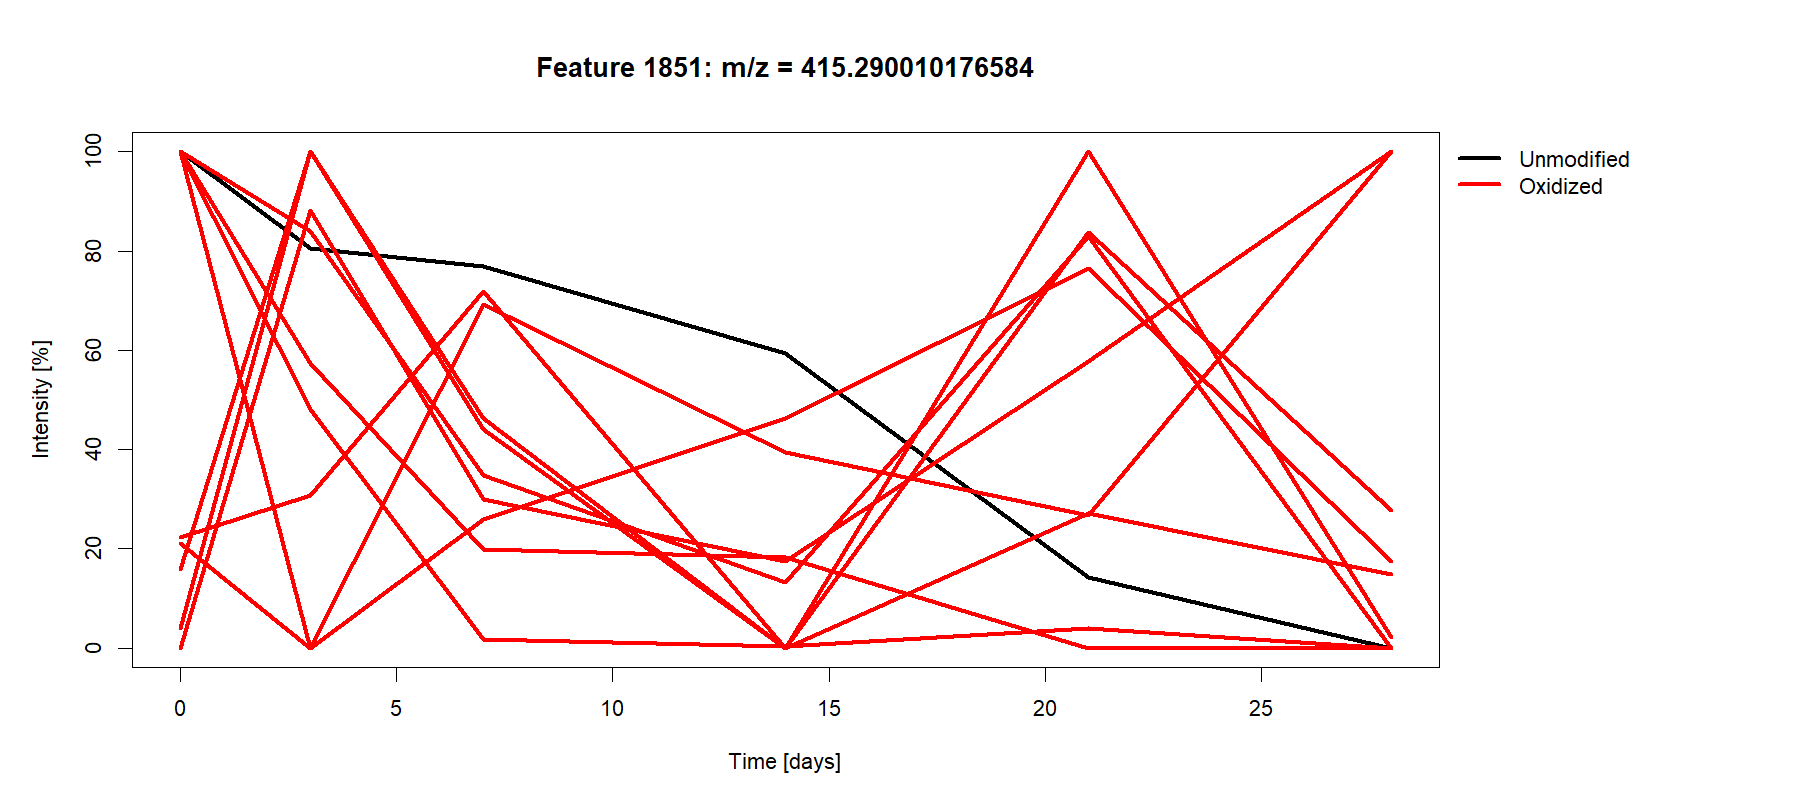 Feature 1851: m/z = 415.290010176584
Unmodified
Oxidized
Intensity [%]
100
80
60
40
20
0
0 5 10 15 20 25
Time [days]